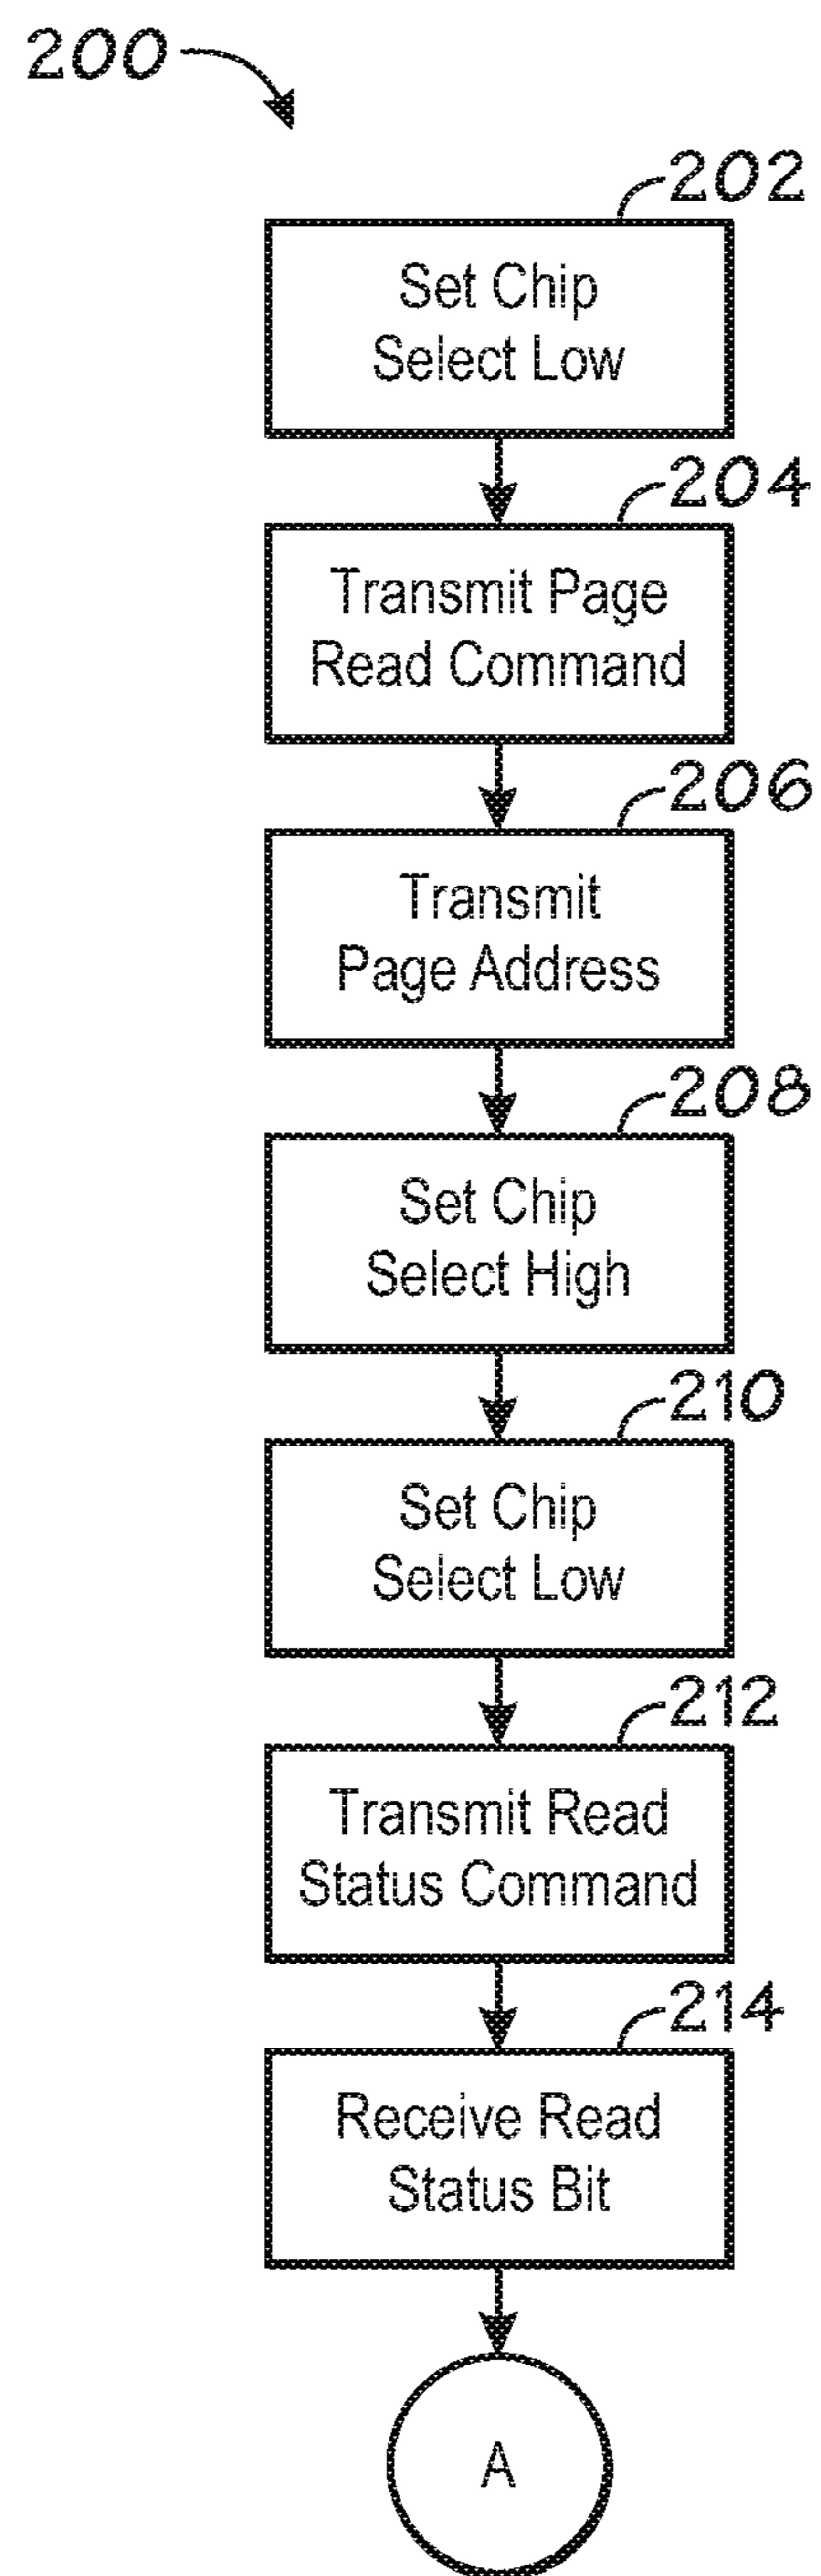 200
202
Set Chip
Select Low
204
Transmit Page
Read Command
206
Transmit
Page Address
208
Set Chip
Select High
210
Set Chip
Select Low
212
Transmit Read
Status Command
214
Receive Read
Status Bit
A